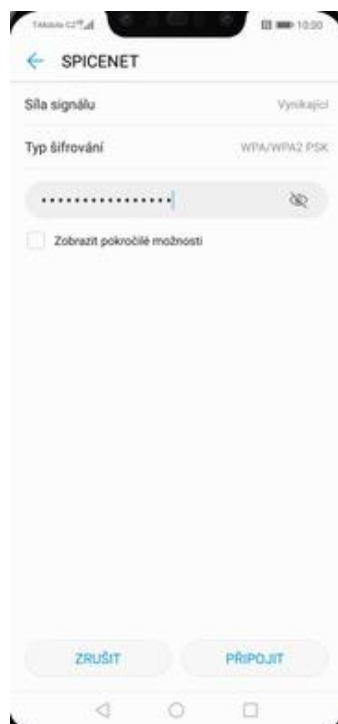 T-Mobile CZ 10:00
SPICENET
Síla signálu Vynikající
Typ šifrování WPA/WPA2 PSK
••••••••••••••••
Zobrazit pokročilé možnosti
ZRUŠIT PŘIPOJIT